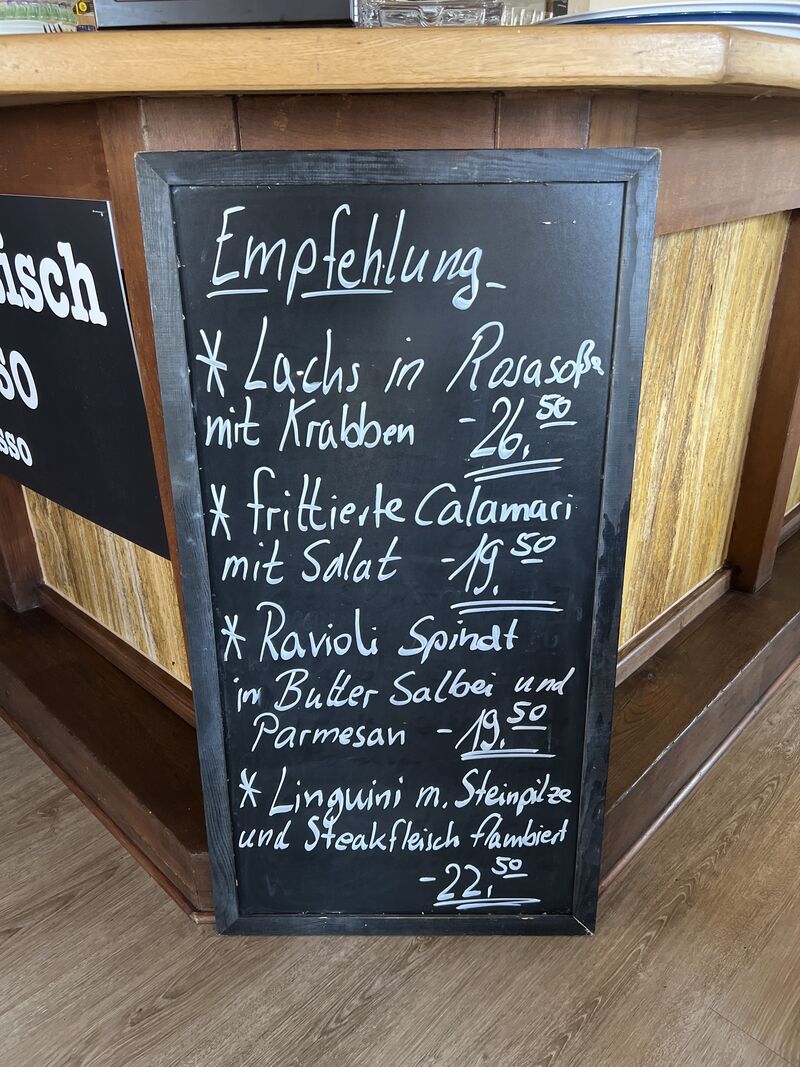 Empfehlung
* Lachs in Rosasoße
mit Krabben - 26,50
* frittierte Calamari
mit Salat - 19,50
* Ravioli Spinat
in Butter Salbei und
Parmesan - 19,50
* Linguini m. Steinpilze
und Steakfleisch flambiert
- 22,50
isch
so
sso